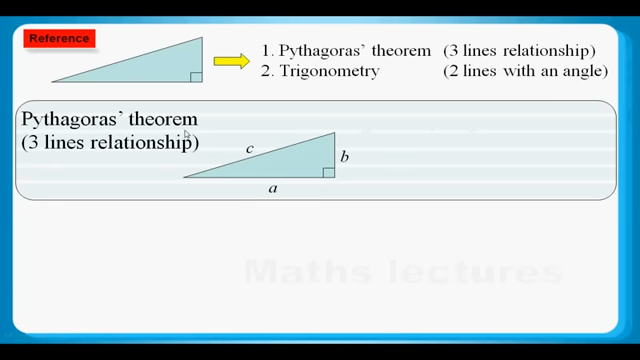 Reference
1. Pythagoras’ theorem (3 lines relationship)
2. Trigonometry (2 lines with an angle)
Pythagoras’ theorem
(3 lines relationship)
c
b
a
Maths lectures